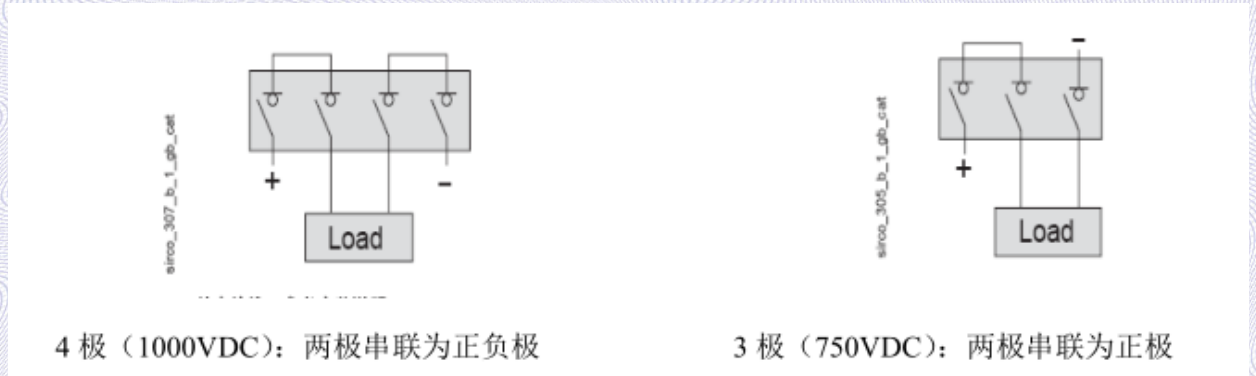 sirco_307_b_1_gb_cat
+
-
Load
sirco_305_b_1_gb_cat
-
+
Load
4 极（1000VDC）：两极串联为正负极
3 极（750VDC）：两极串联为正极